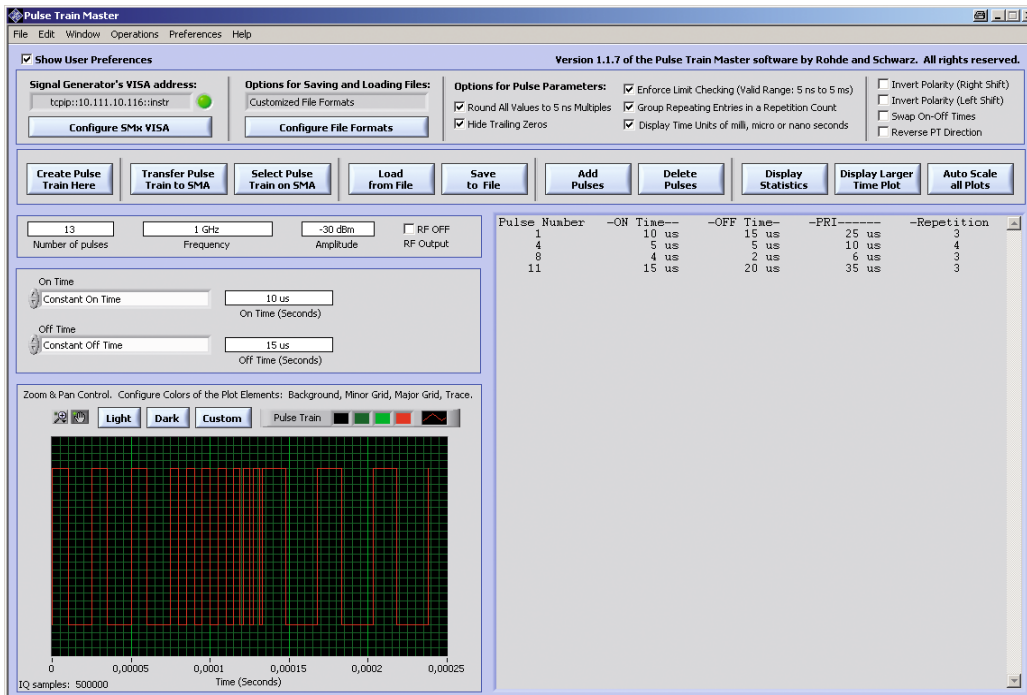 Pulse Train Master
File Edit Window Operations Preferences Help
Show User Preferences
Version 1.1.7 of the Pulse Train Master software by Rohde and Schwarz. All rights reserved.
Signal Generator's VISA address:
tcpip::10.111.10.116::instr
Configure SMx VISA
Options for Saving and Loading Files:
Customized File Formats
Configure File Formats
Options for Pulse Parameters:
Round All Values to 5 ns Multiples
Hide Trailing Zeros
Enforce Limit Checking (Valid Range: 5 ns to 5 ms)
Group Repeating Entries in a Repetition Count
Display Time Units of milli, micro or nano seconds
Invert Polarity (Right Shift)
Invert Polarity (Left Shift)
Swap On-Off Times
Reverse PT Direction
Create Pulse
Train Here
Transfer Pulse
Train to SMA
Select Pulse
Train on SMA
Load
from File
Save
to File
Add
Pulses
Delete
Pulses
Display
Statistics
Display Larger
Time Plot
Auto Scale
all Plots
13
Number of pulses
1 GHz
Frequency
-30 dBm
Amplitude
RF OFF
RF Output
On Time
Constant On Time
10 us
On Time (Seconds)
Off Time
Constant Off Time
15 us
Off Time (Seconds)
Pulse Number -ON Time-- -OFF Time- -PRI------ -Repetition
1 10 us 15 us 25 us 3
4 5 us 5 us 10 us 4
8 4 us 2 us 6 us 3
11 15 us 20 us 35 us 3
Zoom & Pan Control. Configure Colors of the Plot Elements: Background, Minor Grid, Major Grid, Trace.
Light Dark Custom Pulse Train
0 0,00005 0,0001 0,00015 0,0002 0,00025
Time (Seconds)
IQ samples: 500000